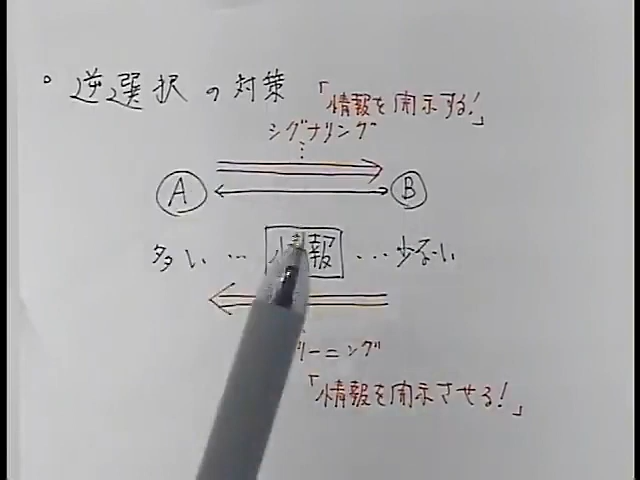 。逆選択の対策
「情報を開示する!」
シグナリング
A B
多い … 情報 … 少ない
リーニング
「情報を開示させる!」